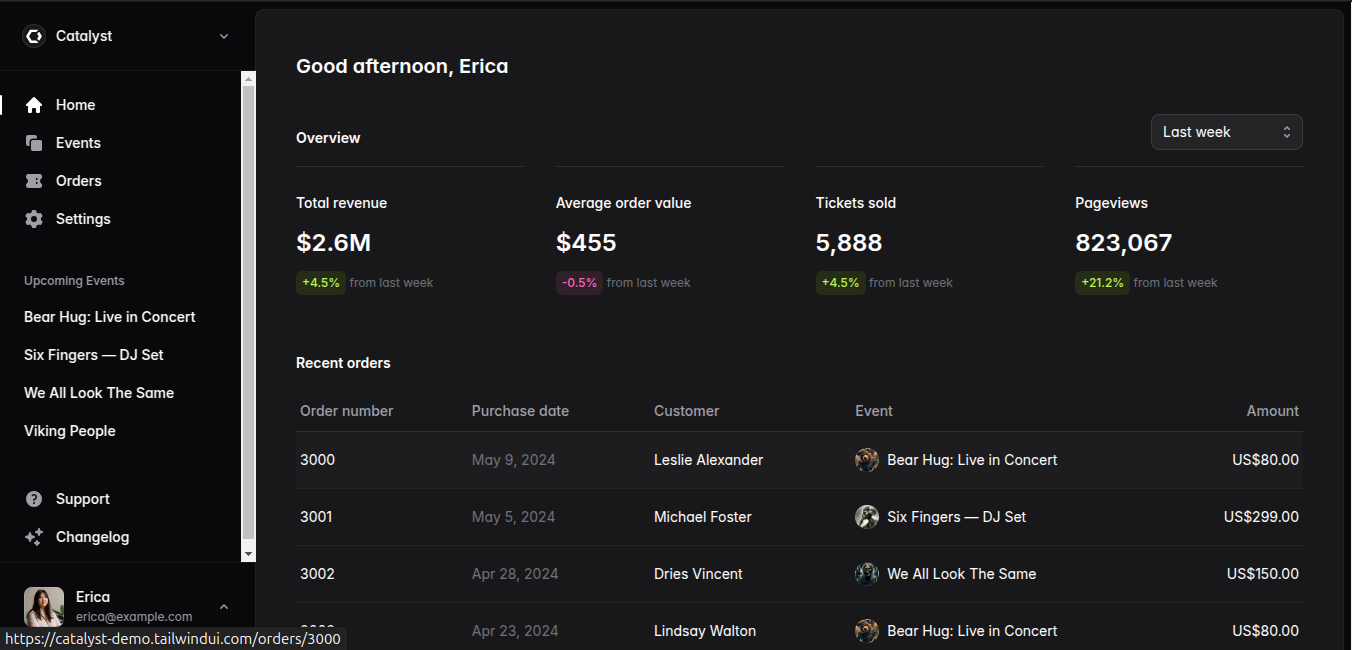 Catalyst
Home
Events
Orders
Settings
Upcoming Events
Bear Hug: Live in Concert
Six Fingers — DJ Set
We All Look The Same
Viking People
Support
Changelog
Erica
erica@example.com
https://catalyst-demo.tailwindui.com/orders/3000
Good afternoon, Erica
Overview
Last week
Total revenue
$2.6M
+4.5% from last week
Average order value
$455
-0.5% from last week
Tickets sold
5,888
+4.5% from last week
Pageviews
823,067
+21.2% from last week
Recent orders
Order number Purchase date Customer Event Amount
3000 May 9, 2024 Leslie Alexander Bear Hug: Live in Concert US$80.00
3001 May 5, 2024 Michael Foster Six Fingers — DJ Set US$299.00
3002 Apr 28, 2024 Dries Vincent We All Look The Same US$150.00
Apr 23, 2024 Lindsay Walton Bear Hug: Live in Concert US$80.00